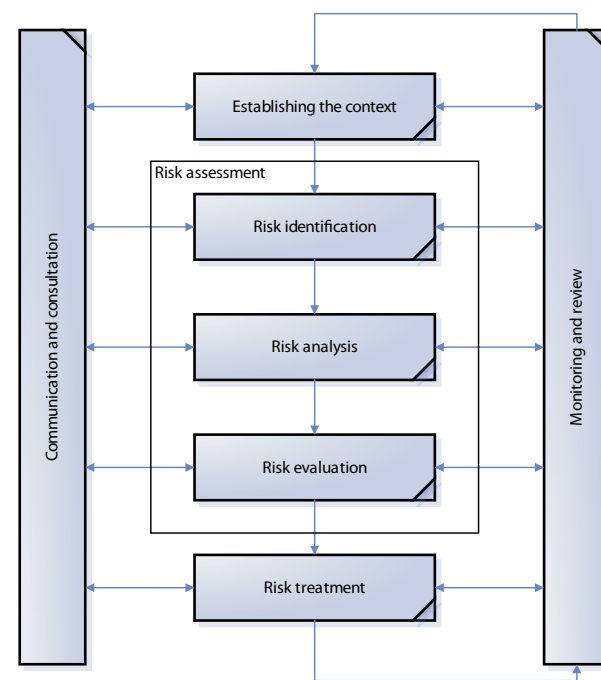 Establishing the context
Risk assessment
Risk identification
Risk analysis
Risk evaluation
Risk treatment
Communication and consultation
Monitoring and review